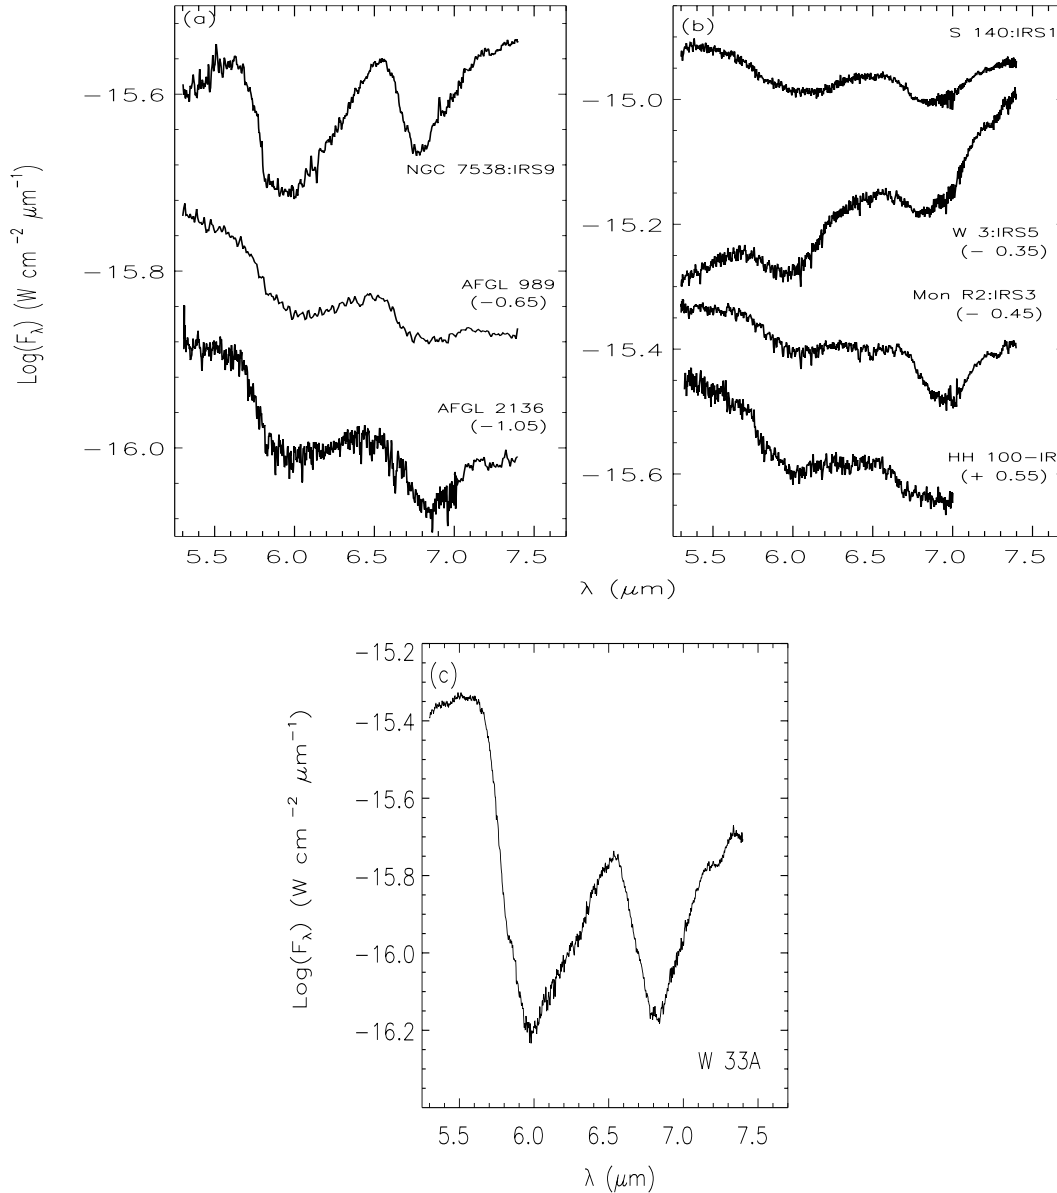 (a)
−15.6
−15.8
−16.0
Log(Fλ) (W cm−2 μm−1)
NGC 7538:IRS9
AFGL 989
(−0.65)
AFGL 2136
(−1.05)
5.5 6.0 6.5 7.0 7.5
(b)
−15.0
−15.2
−15.4
−15.6
S 140:IRS1
W 3:IRS5
(− 0.35)
Mon R2:IRS3
(− 0.45)
HH 100−IR
(+ 0.55)
5.5 6.0 6.5 7.0 7.5
λ (μm)
(c)
−15.2
−15.4
−15.6
−15.8
−16.0
−16.2
Log(Fλ) (W cm−2 μm−1)
W 33A
5.5 6.0 6.5 7.0 7.5
λ (μm)